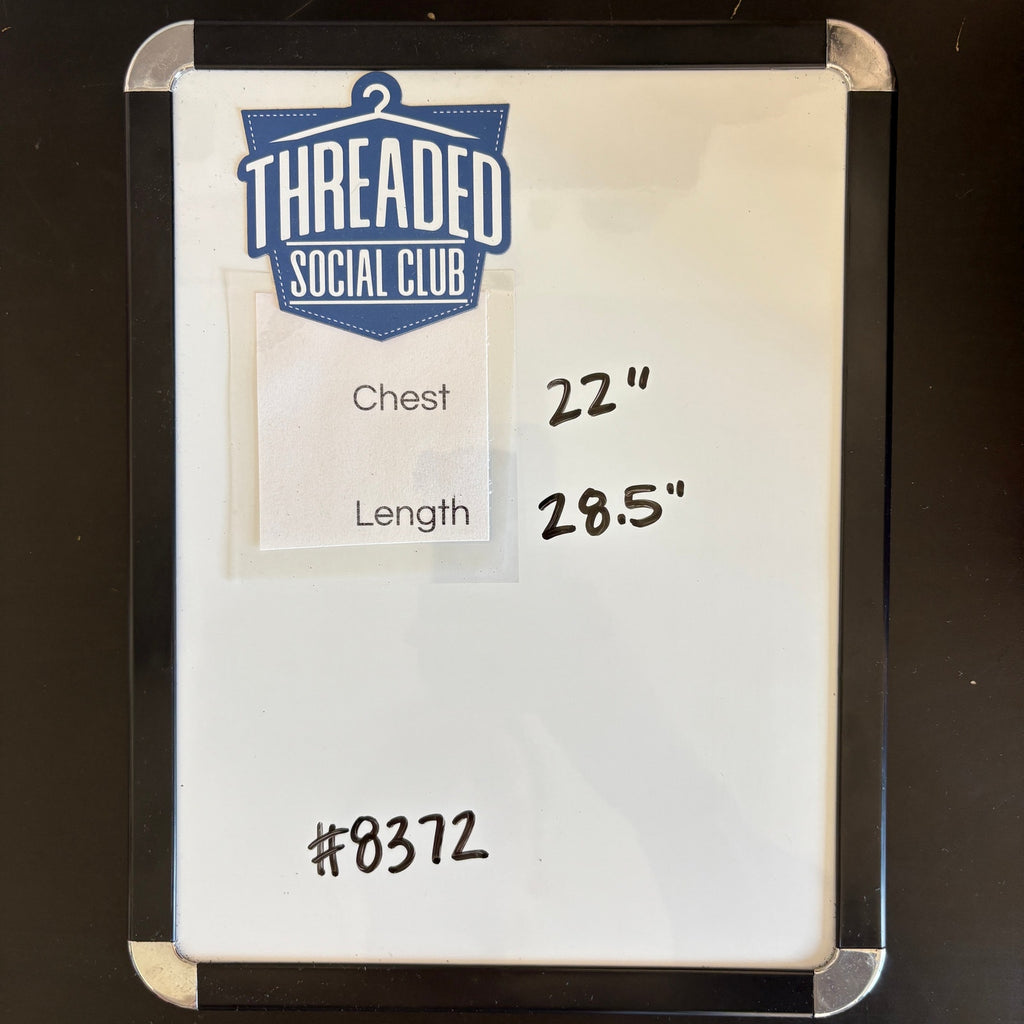 THREADED
SOCIAL CLUB
Chest 22"
Length 28.5"
#8372